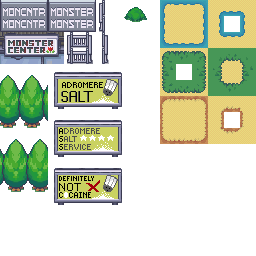 MONCNTR
MONSTER
MONCNTR
MONSTER
MONSTER
CENTER
ADROMERE
SALT
ADROMERE
SALT
SERVICE
DEFINITELY
NOT
COCAINE